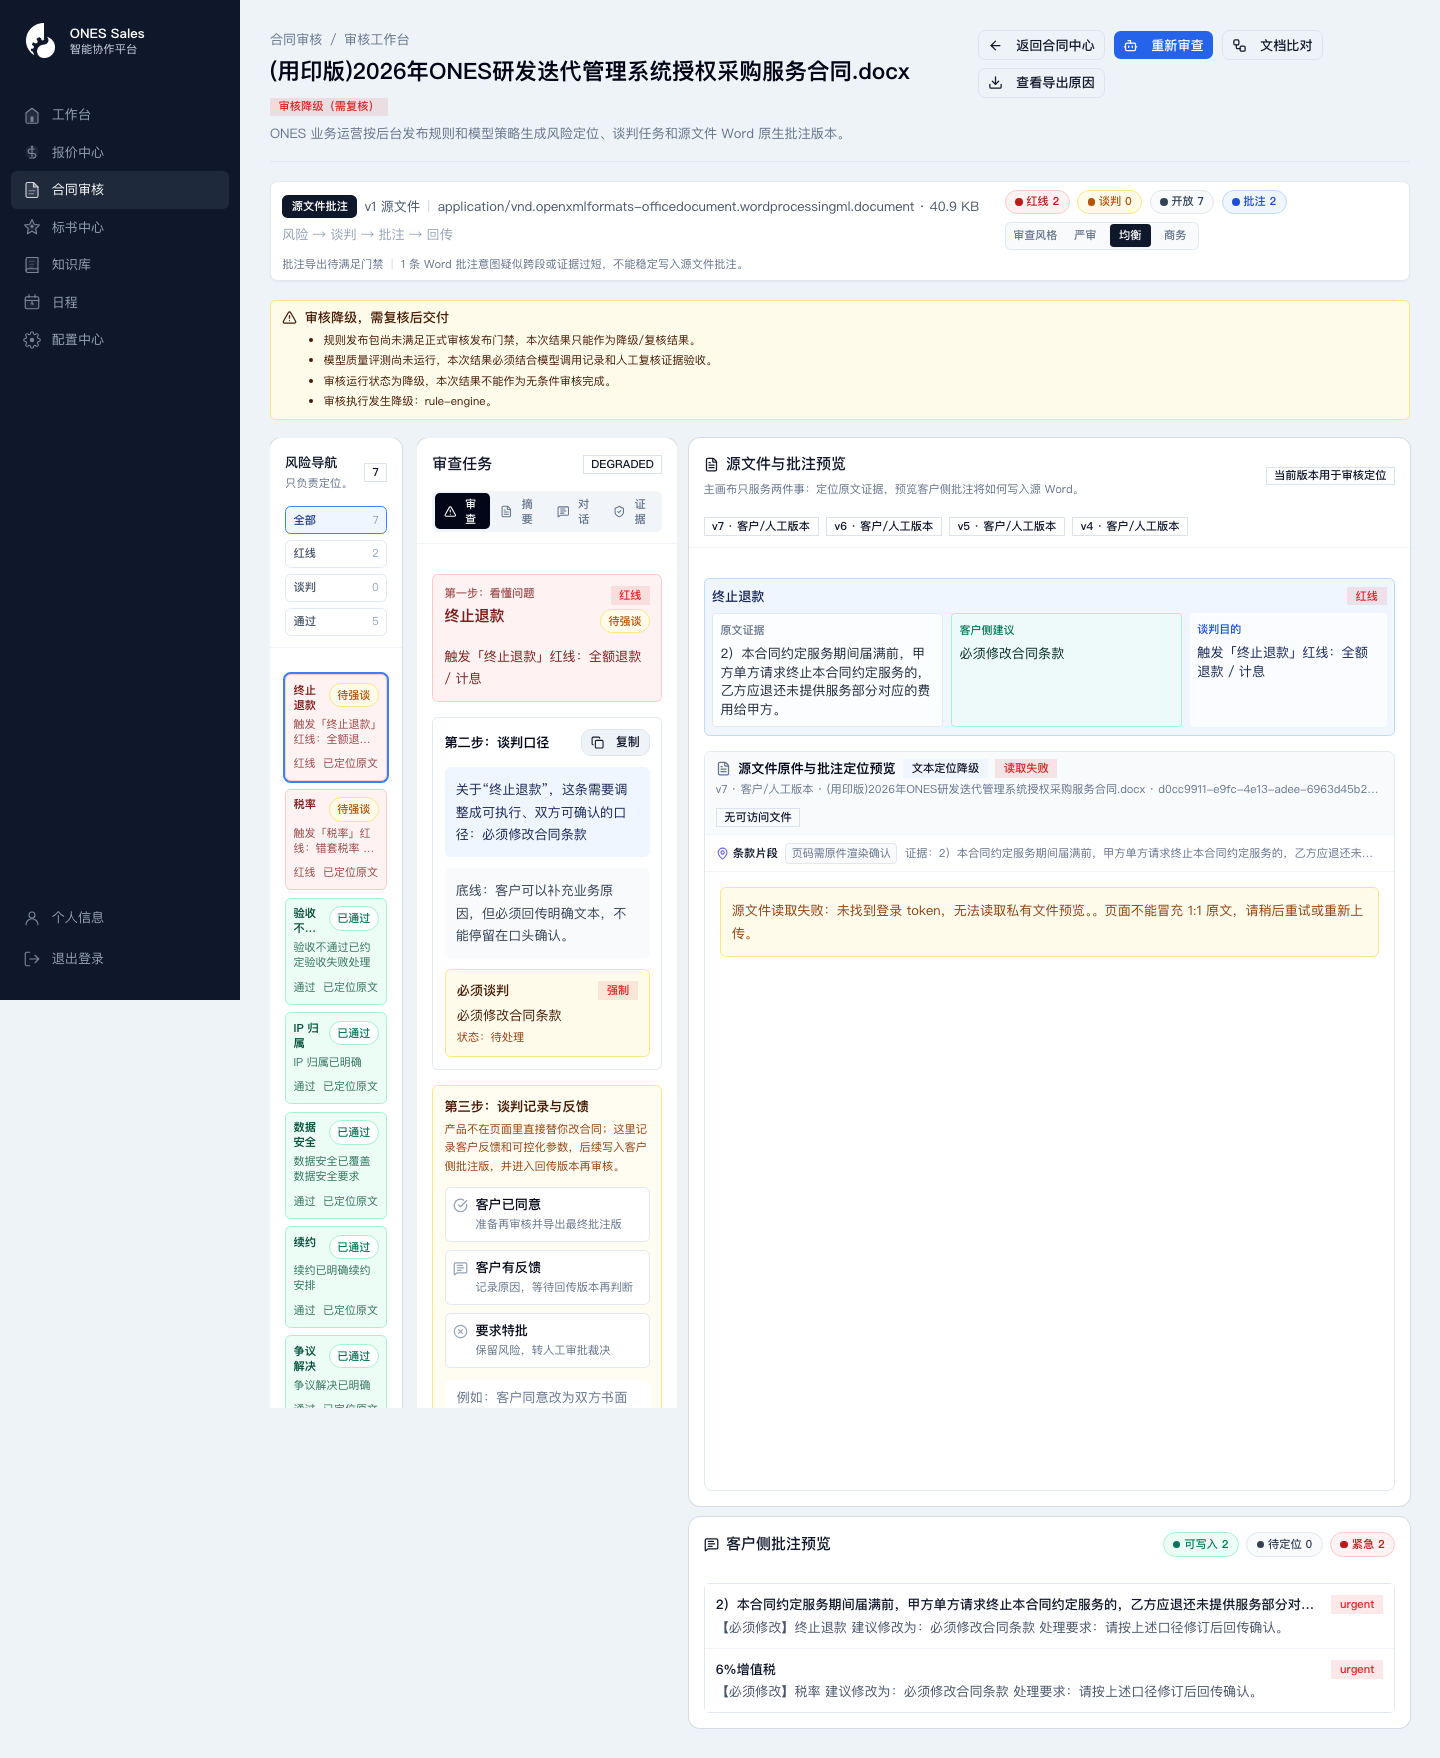 ONES Sales
智能协作平台
工作台
报价中心
合同审核
标书中心
知识库
日程
配置中心
个人信息
退出登录
合同审核 / 审核工作台
(用印版)2026年ONES研发迭代管理系统授权采购服务合同.docx
审核降级（需复核）
ONES 业务运营按后台发布规则和模型策略生成风险定位、谈判任务和源文件 Word 原生批注版本。
返回合同中心
重新审查
文档比对
查看导出原因
源文件批注 v1 源文件 | application/vnd.openxmlformats-officedocument.wordprocessingml.document · 40.9 KB
风险 → 谈判 → 批注 → 回传
批注导出待满足门禁 | 1 条 Word 批注意图疑似跨段或证据过短，不能稳定写入源文件批注。
红线 2 谈判 0 开放 7 批注 2
审查风格 严审 均衡 商务
审核降级，需复核后交付
• 规则发布包尚未满足正式审核发布门禁，本次结果只能作为降级/复核结果。
• 模型质量评测尚未运行，本次结果必须结合模型调用记录和人工复核证据验收。
• 审核运行状态为降级，本次结果不能作为无条件审核完成。
• 审核执行发生降级：rule-engine。
风险导航
只负责定位。
7
全部 7
红线 2
谈判 0
通过 5
终止
退款
待强谈
触发「终止退款」
红线：全额退...
红线 已定位原文
税率
待强谈
触发「税率」红
线：错套税率 ...
红线 已定位原文
验收
不...
已通过
验收不通过已约
定验收失败处理
通过 已定位原文
IP 归
属
已通过
IP 归属已明确
通过 已定位原文
数据
安全
已通过
数据安全已覆盖
数据安全要求
通过 已定位原文
续约
已通过
续约已明确续约
安排
通过 已定位原文
争议
解决
已通过
争议解决已明确
通过 已定位原文
审查任务
DEGRADED
审
查
摘
要
对
话
证
据
第一步：看懂问题
红线
终止退款
待强谈
触发「终止退款」红线：全额退款
/ 计息
第二步：谈判口径
复制
关于“终止退款”，这条需要调
整成可执行、双方可确认的口
径：必须修改合同条款
底线：客户可以补充业务原
因，但必须回传明确文本，不
能停留在口头确认。
必须谈判
强制
必须修改合同条款
状态：待处理
第三步：谈判记录与反馈
产品不在页面里直接替你改合同；这里记
录客户反馈和可控化参数，后续写入客户
侧批注版，并进入回传版本再审核。
客户已同意
准备再审核并导出最终批注版
客户有反馈
记录原因，等待回传版本再判断
要求特批
保留风险，转人工审批裁决
例如：客户同意改为双方书面
源文件与批注预览
主画布只服务两件事：定位原文证据，预览客户侧批注将如何写入源 Word。
当前版本用于审核定位
v7 · 客户/人工版本 v6 · 客户/人工版本 v5 · 客户/人工版本 v4 · 客户/人工版本
终止退款
红线
原文证据
2）本合同约定服务期间届满前，甲
方单方请求终止本合同约定服务的，
乙方应退还未提供服务部分对应的费
用给甲方。
客户侧建议
必须修改合同条款
谈判目的
触发「终止退款」红线：全额
退款 / 计息
源文件原件与批注定位预览 文本定位降级 读取失败
v7 · 客户/人工版本 · (用印版)2026年ONES研发迭代管理系统授权采购服务合同.docx · d0cc9911-e9fc-4e13-adee-6963d45b2...
无可访问文件
条款片段 页码需原件渲染确认 证据：2）本合同约定服务期间届满前，甲方单方请求终止本合同约定服务的，乙方应退还未...
源文件读取失败：未找到登录 token，无法读取私有文件预览。。页面不能冒充 1:1 原文，请稍后重试或重新上
传。
客户侧批注预览
可写入 2 待定位 0 紧急 2
2）本合同约定服务期间届满前，甲方单方请求终止本合同约定服务的，乙方应退还未提供服务部分对...
urgent
【必须修改】终止退款 建议修改为：必须修改合同条款 处理要求：请按上述口径修订后回传确认。
6%增值税
urgent
【必须修改】税率 建议修改为：必须修改合同条款 处理要求：请按上述口径修订后回传确认。